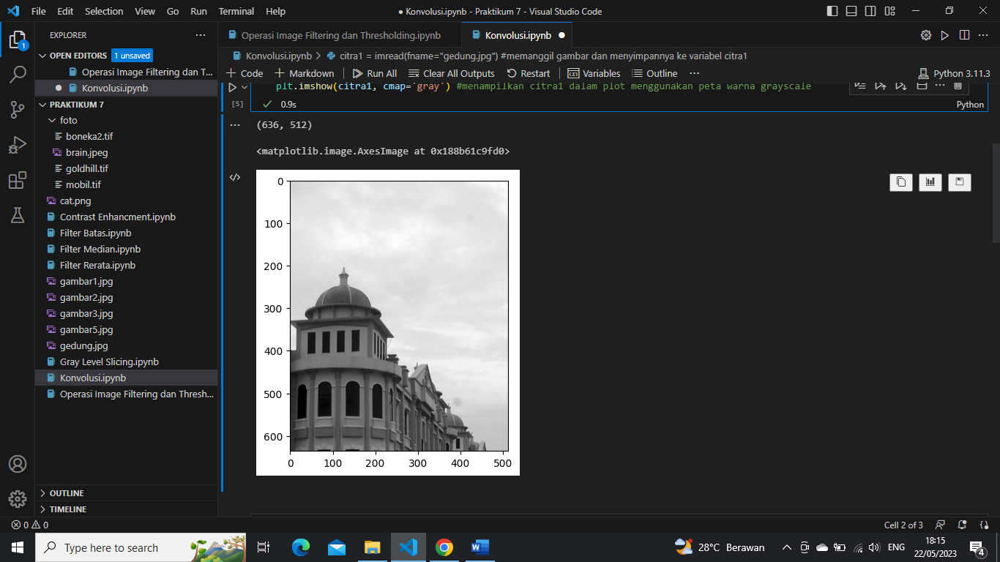 File Edit Selection View Go Run Terminal Help
● Konvolusi.ipynb - Praktikum 7 - Visual Studio Code
EXPLORER
OPEN EDITORS 1 unsaved
Operasi Image Filtering dan T...
Konvolusi.ipynb
PRAKTIKUM 7
foto
boneka2.tif
brain.jpeg
goldhill.tif
mobil.tif
cat.png
Contrast Enhancment.ipynb
Filter Batas.ipynb
Filter Median.ipynb
Filter Rerata.ipynb
gambar1.jpg
gambar2.jpg
gambar3.jpg
gambar5.jpg
gedung.jpg
Gray Level Slicing.ipynb
Konvolusi.ipynb
Operasi Image Filtering dan Thresh...
OUTLINE
TIMELINE
1
Operasi Image Filtering dan Thresholding.ipynb
Konvolusi.ipynb ●
Konvolusi.ipynb > citra1 = imread(fname="gedung.jpg") #memanggil gambar dan menyimpannya ke variabel citra1
+ Code + Markdown Run All Clear All Outputs Restart Variables Outline ...
Python 3.11.3
plt.imshow(citra1, cmap='gray') #menampilkan citra1 dalam plot menggunakan peta warna grayscale
[5] 0.9s
Python
(636, 512)
<matplotlib.image.AxesImage at 0x188b61c9fd0>
0
100
200
300
400
500
600
0 100 200 300 400 500
0 0
Cell 2 of 3
Type here to search
28°C Berawan
ENG
18:15
22/05/2023
4